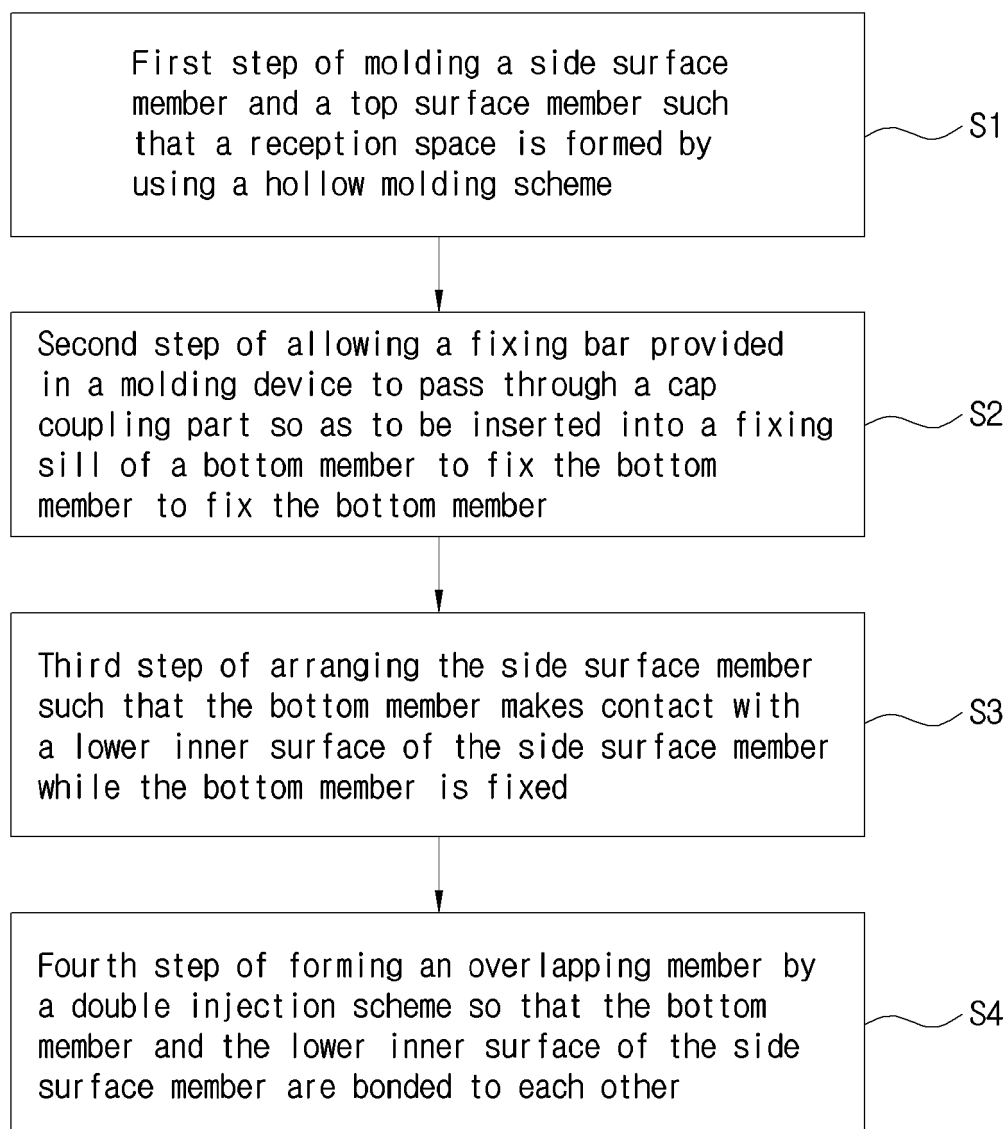 First step of molding a side surface
member and a top surface member such
that a reception space is formed by
using a hollow molding scheme
S1
Second step of allowing a fixing bar provided
in a molding device to pass through a cap
coupling part so as to be inserted into a fixing
sill of a bottom member to fix the bottom
member to fix the bottom member
S2
Third step of arranging the side surface member
such that the bottom member makes contact with
a lower inner surface of the side surface member
while the bottom member is fixed
S3
Fourth step of forming an overlapping member by
a double injection scheme so that the bottom
member and the lower inner surface of the side
surface member are bonded to each other
S4